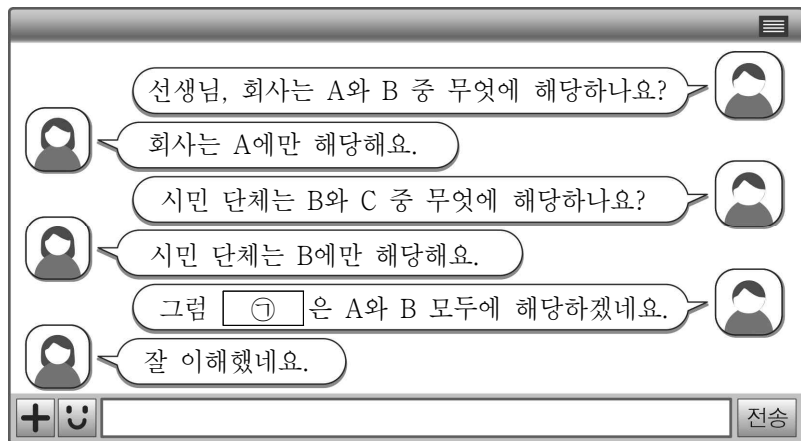 선생님, 회사는 A와 B 중 무엇에 해당하나요?
회사는 A에만 해당해요.
시민 단체는 B와 C 중 무엇에 해당하나요?
시민 단체는 B에만 해당해요.
그럼 ㉠ 은 A와 B 모두에 해당하겠네요.
잘 이해했네요.
전송